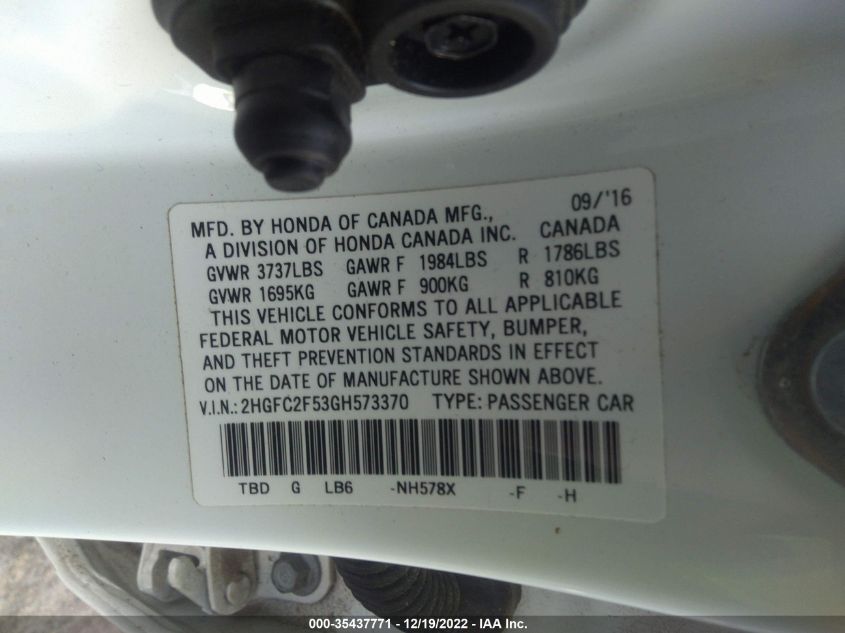 09/'16
MFD. BY HONDA OF CANADA MFG.,
A DIVISION OF HONDA CANADA INC. CANADA
GVWR 3737LBS GAWR F 1984LBS R 1786LBS
GVWR 1695KG GAWR F 900KG R 810KG
THIS VEHICLE CONFORMS TO ALL APPLICABLE
FEDERAL MOTOR VEHICLE SAFETY, BUMPER,
AND THEFT PREVENTION STANDARDS IN EFFECT
ON THE DATE OF MANUFACTURE SHOWN ABOVE.
V.I.N.: 2HGFC2F53GH573370 TYPE: PASSENGER CAR
TBD G LB6 -NH578X -F -H
000-35437771 - 12/19/2022 - IAA Inc.